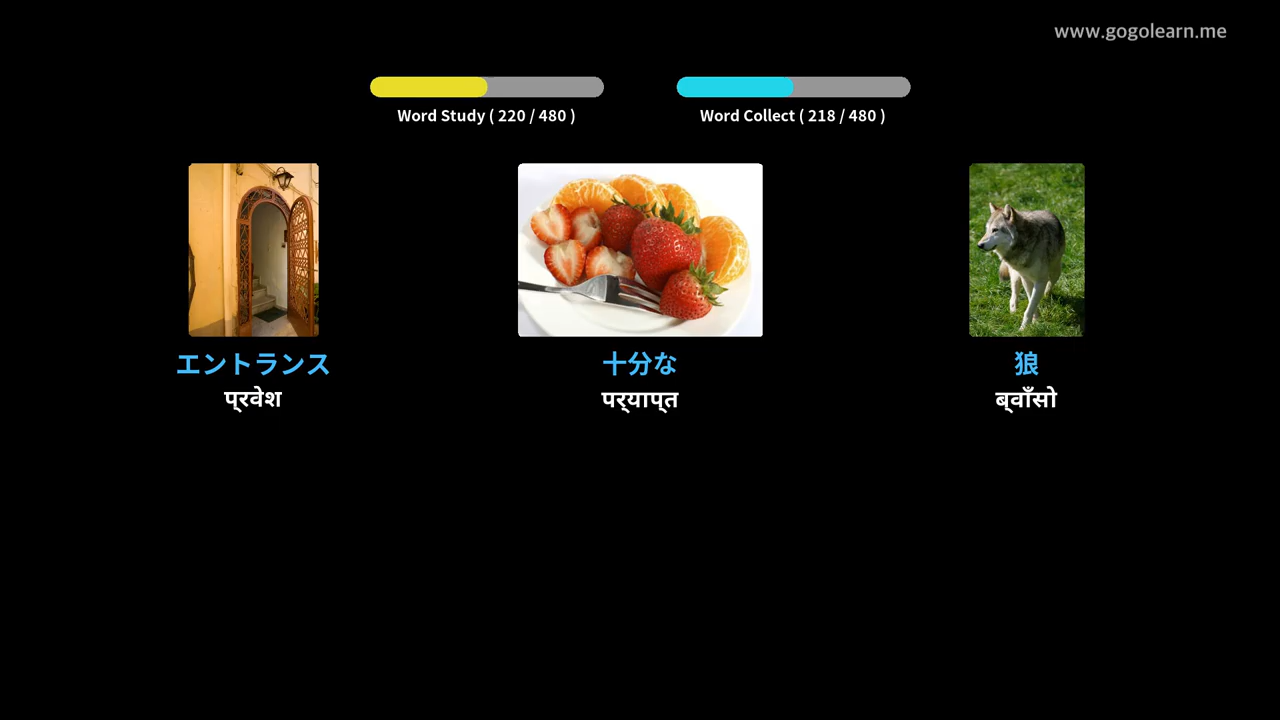 www.gogolearn.me
Word Study ( 220 / 480 )
Word Collect ( 218 / 480 )
エントランス
十分な
狼
प्रवेश
पर्याप्त
ब्वाँसो